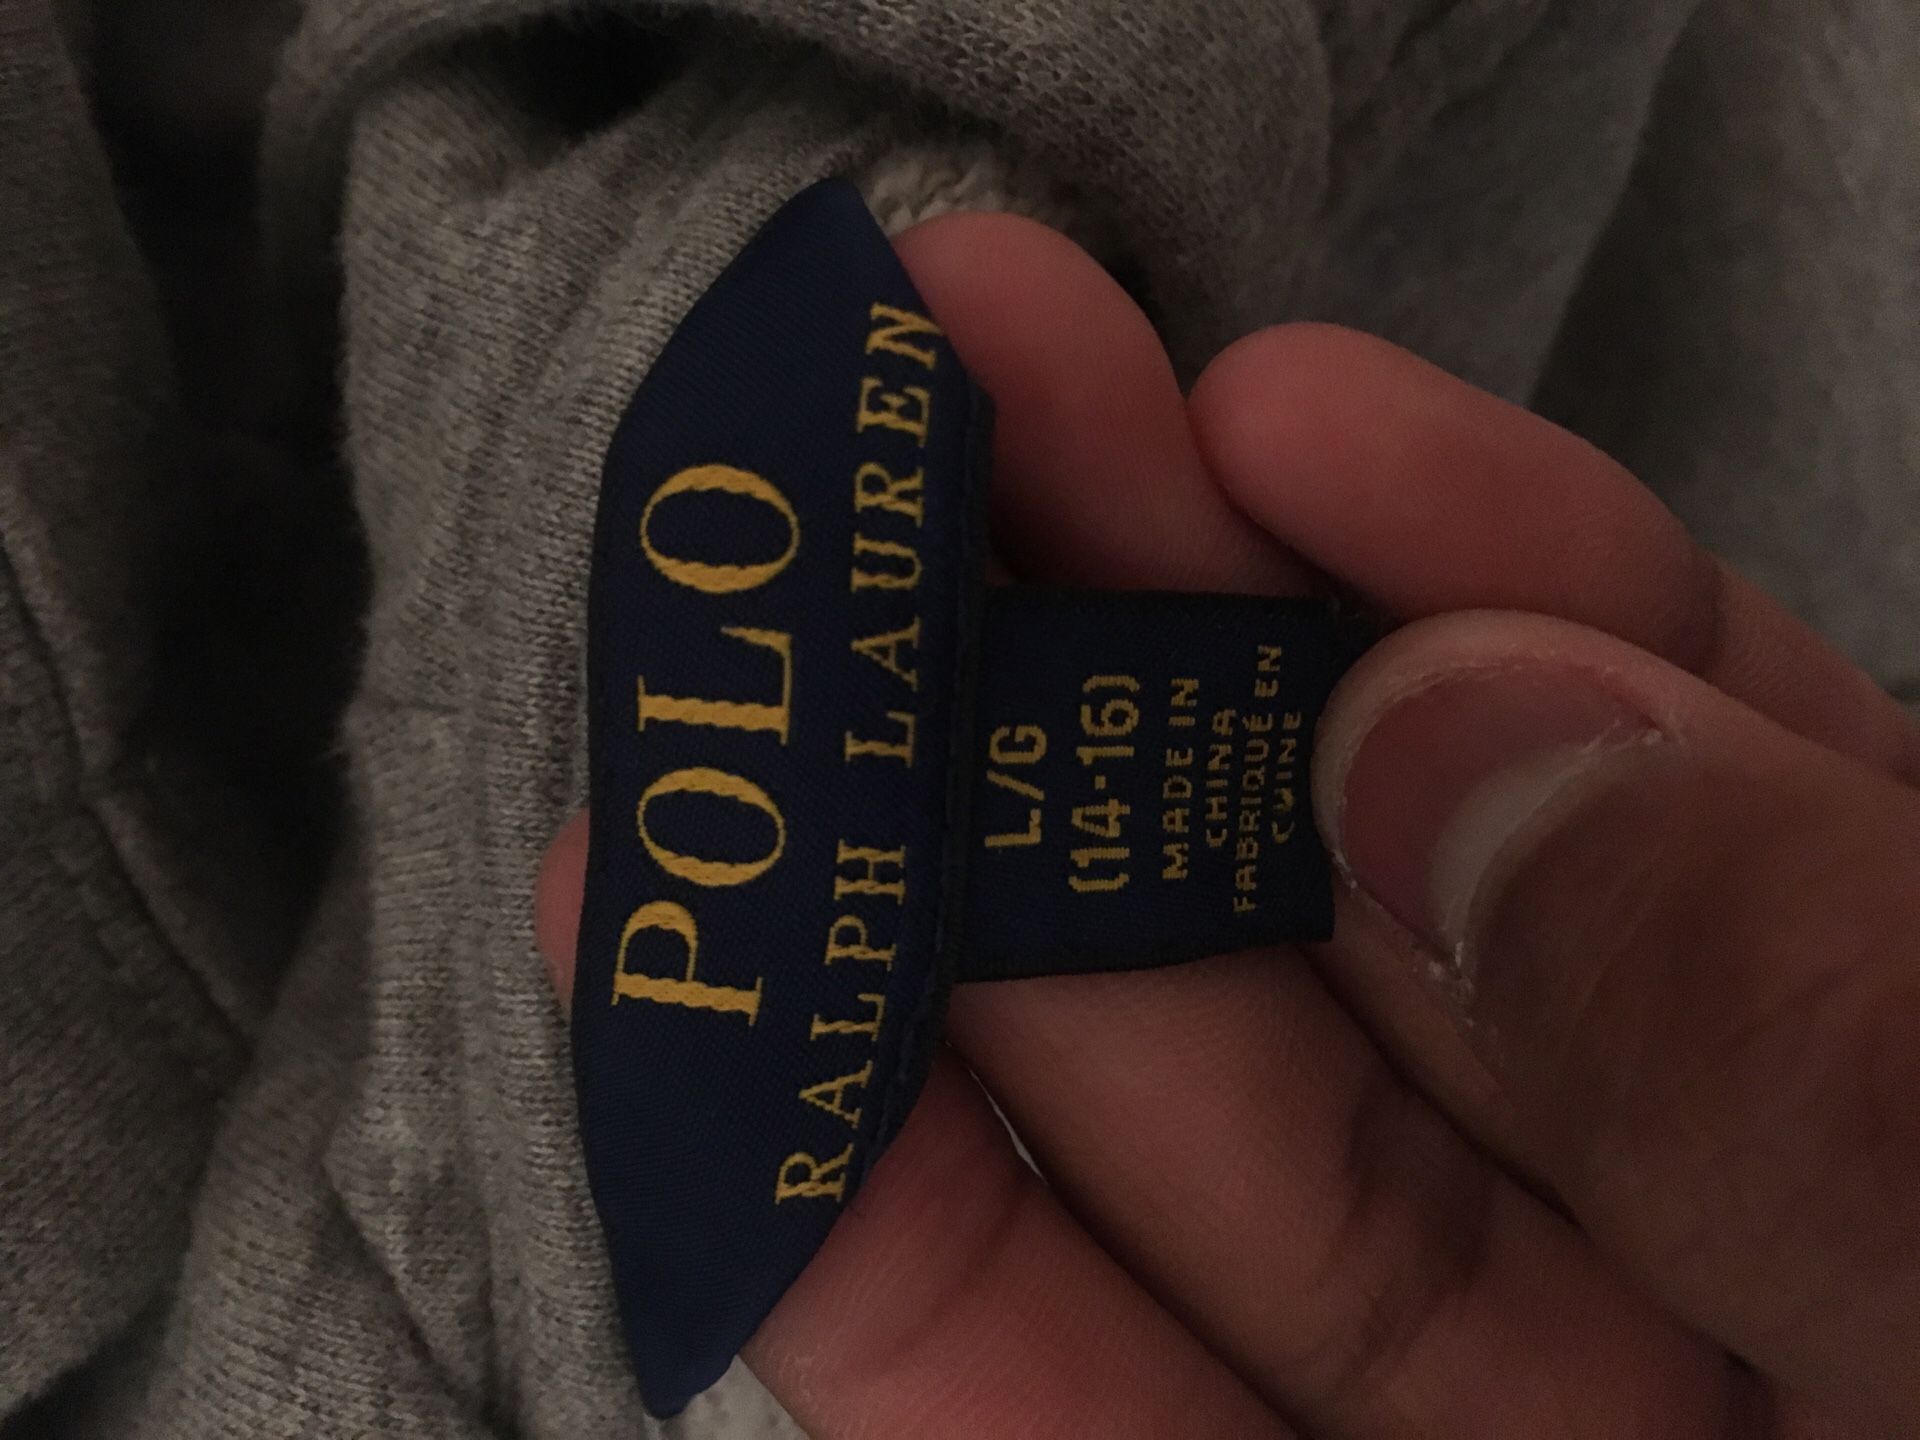 POLO
RALPH LAUREN
L/G
(14-16)
MADE IN
CHINA
FABRIQUÉ EN
CHINE